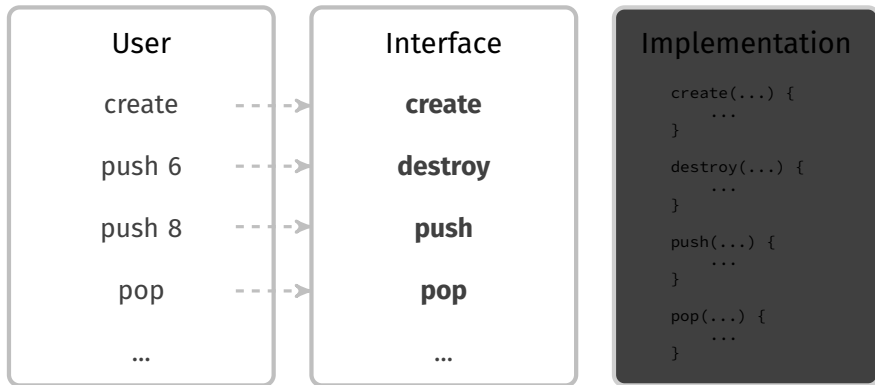 User
create
push 6
push 8
pop
...
Interface
create
destroy
push
pop
...
Implementation
create(...) {
    ...
}
destroy(...) {
    ...
}
push(...) {
    ...
}
pop(...) {
    ...
}